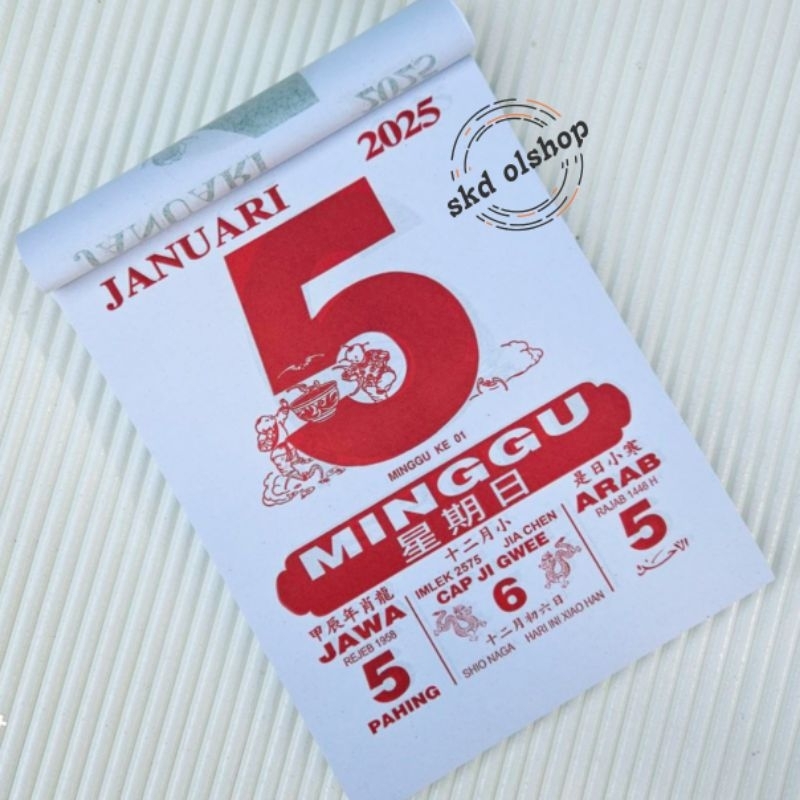 JANUARI 2025
skd olshop
5
MINGGU KE 01
MINGGU
星期日
甲辰年肖龍
JAWA
REJEB 1958
5
PAHING
十二月小
IMLEK 2575 JIA CHEN
CAP JI GWEE
6
十二月初六日
SHIO NAGA HARI INI XIAO HAN
是日小寒
ARAB
RAJAB 1446 H
5